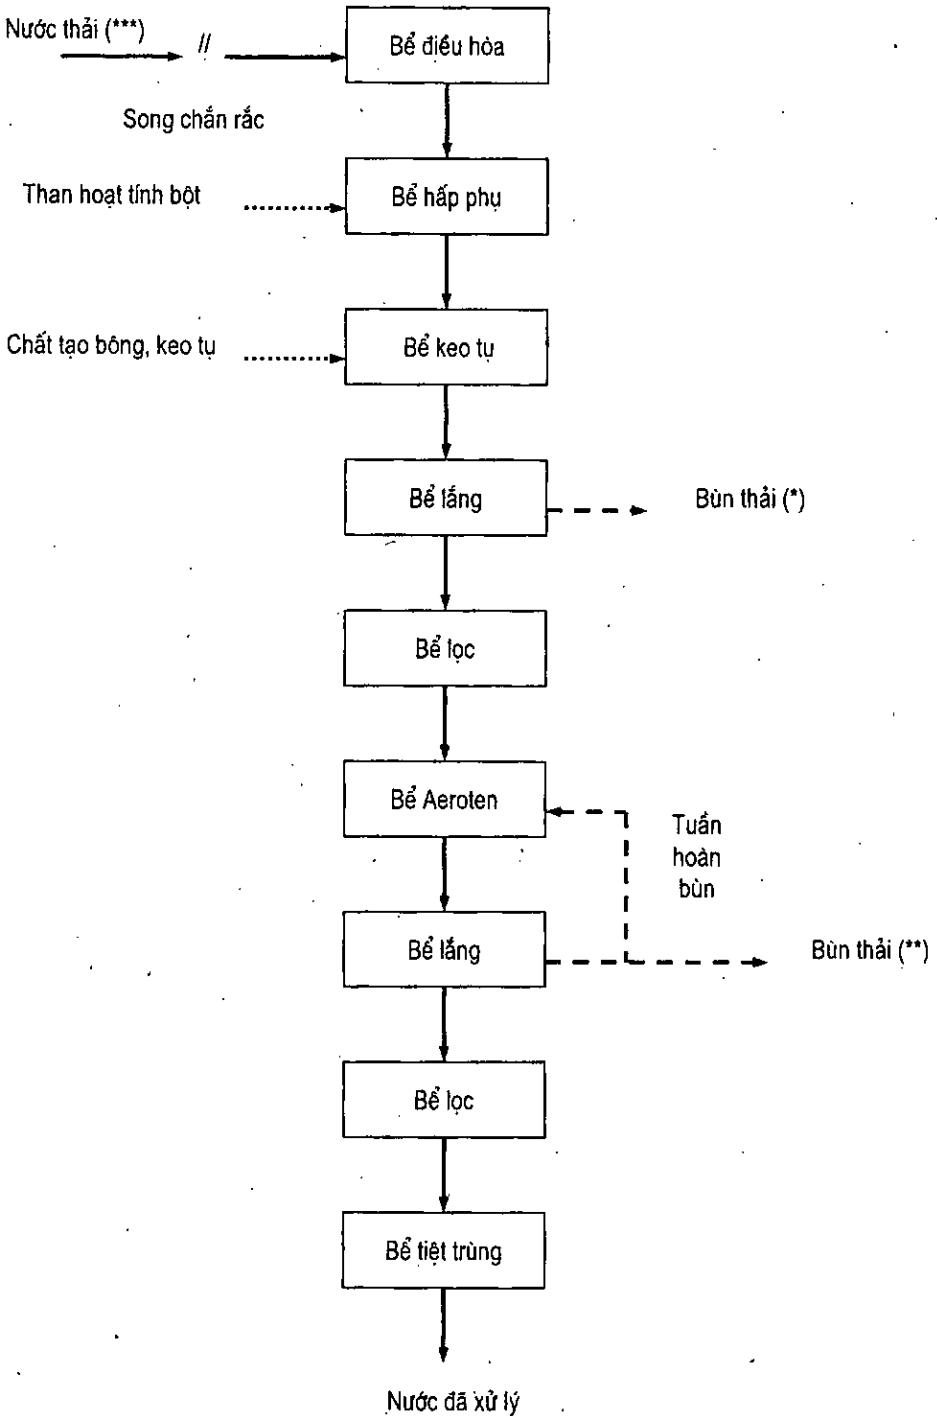 Nước thải (***)
//
Bể điều hòa
Song chắn rắc
Than hoạt tính bột
Bể hấp phụ
Chất tạo bông, keo tụ
Bể keo tụ
Bể lắng
Bùn thải (*)
Bể lọc
Bể Aeroten
Tuần
hoàn
bùn
Bể lắng
Bùn thải (**)
Bể lọc
Bể tiệt trùng
Nước đã xử lý